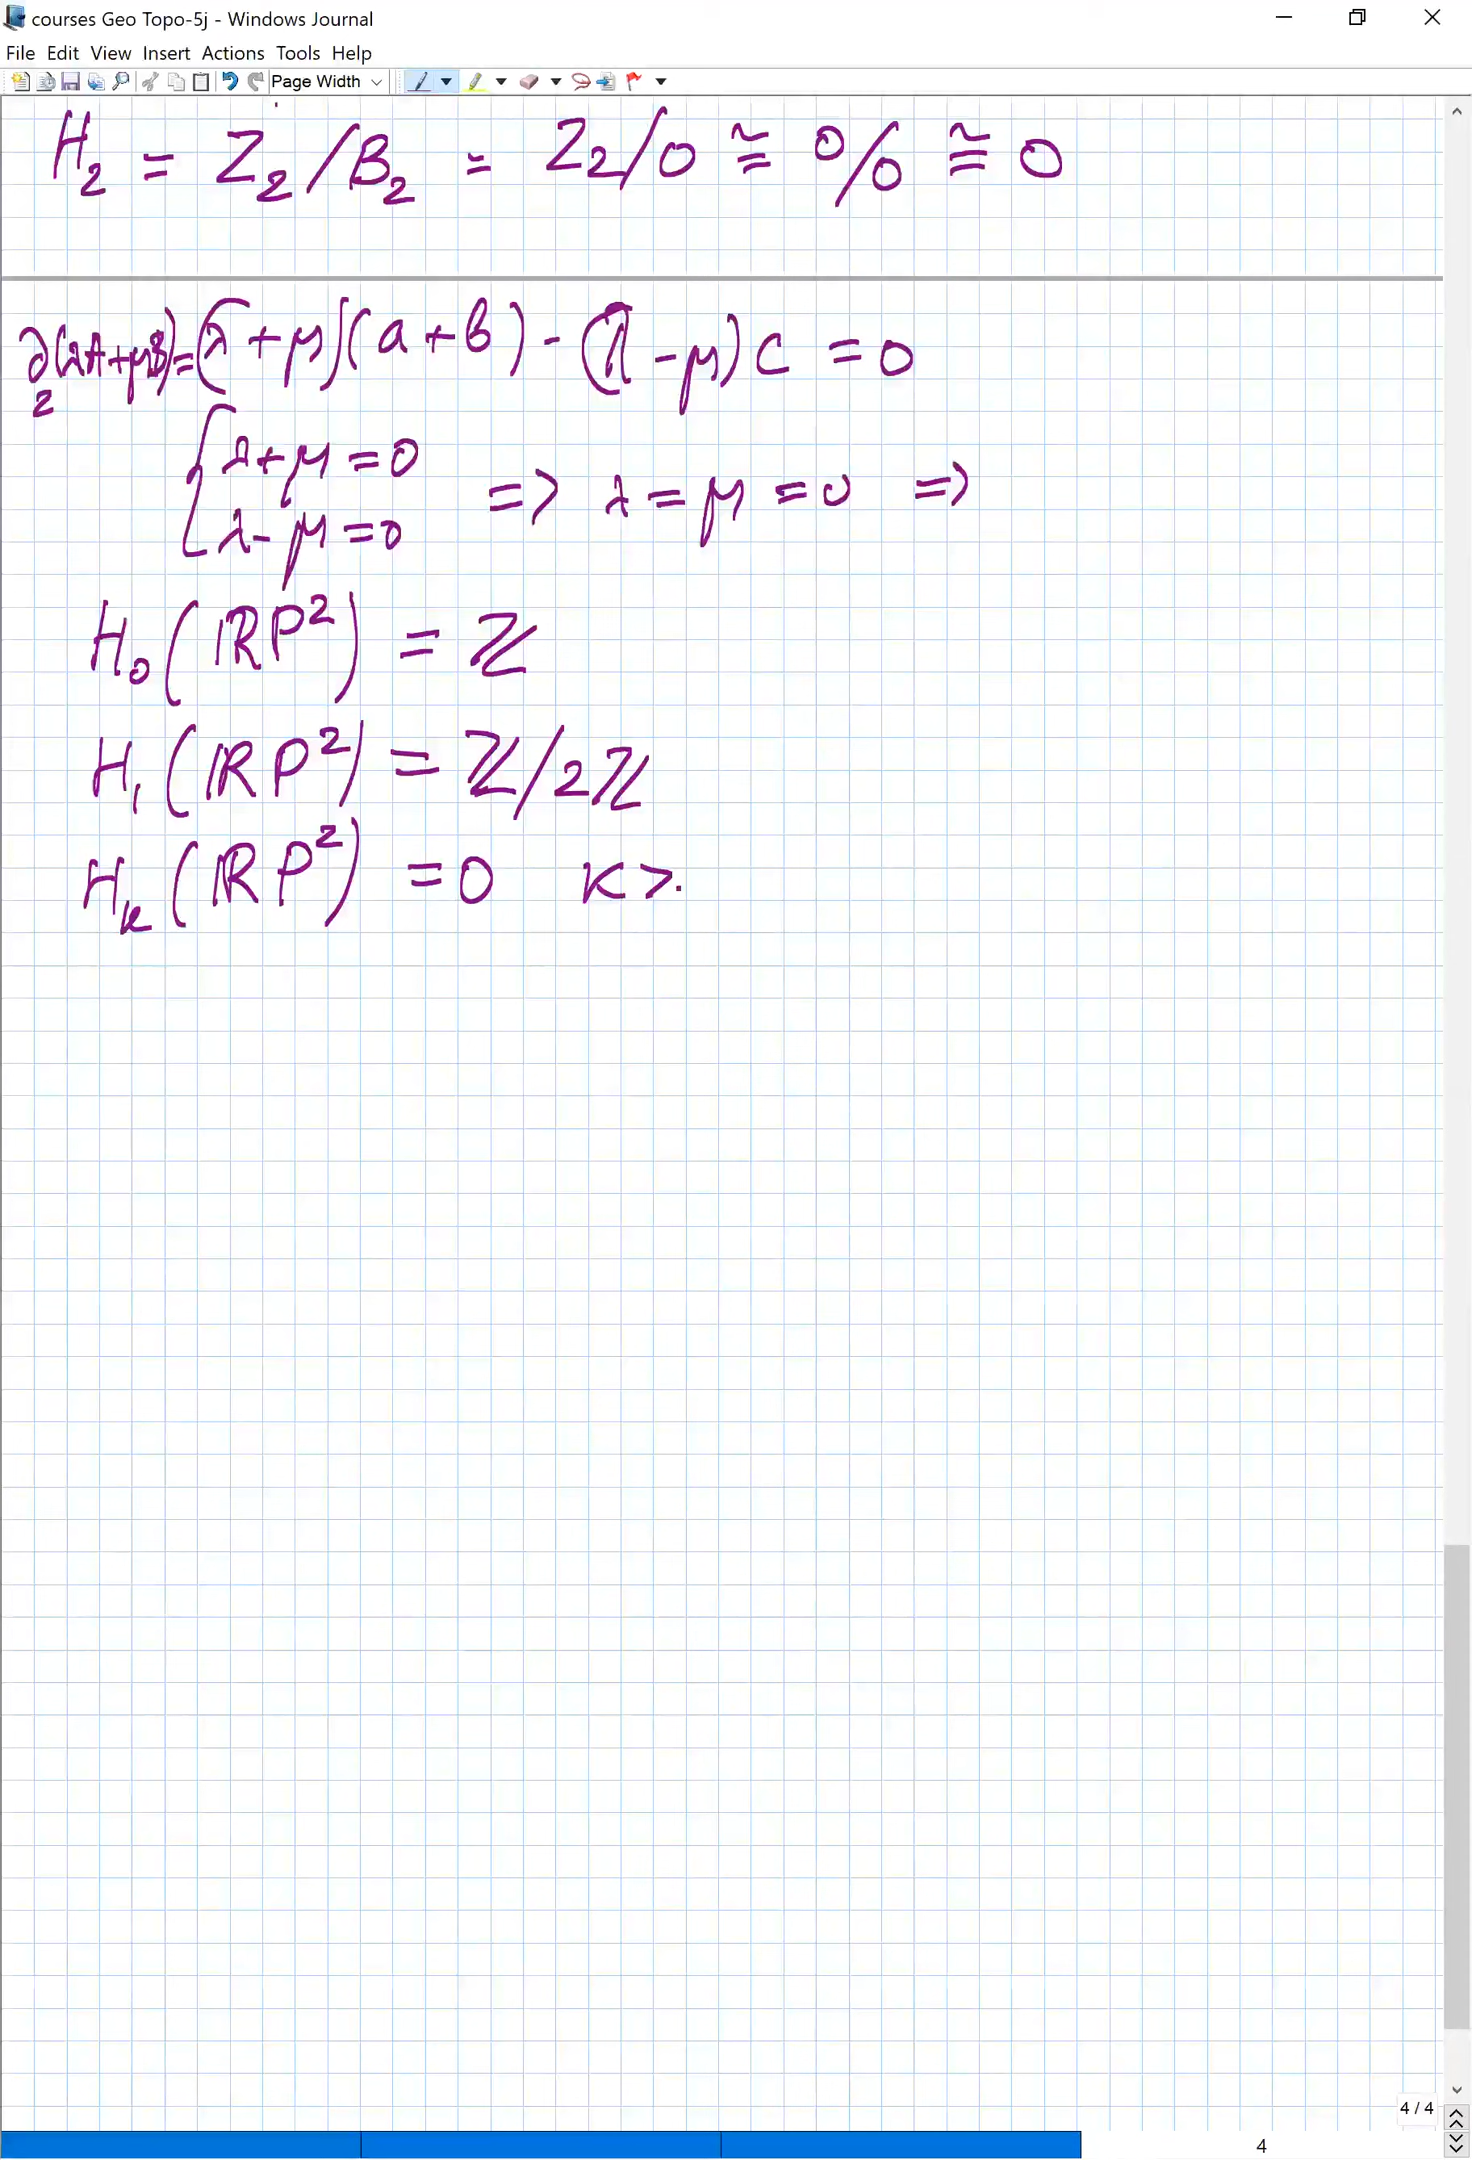 courses Geo Topo-5j - Windows Journal
File Edit View Insert Actions Tools Help
Page Width
H₂ = Z₂/B₂ = Z₂/0 ≅ 0/0 ≅ 0
∂₂(λA+μB)=(λ+μ)(a+b) - (λ-μ)c = 0
{ λ+μ = 0
λ-μ = 0 => λ = μ = 0 =>
H₀(ℝP²) = ℤ
H₁(ℝP²) = ℤ/2ℤ
Hₖ(ℝP²) = 0 k >
4 / 4
4